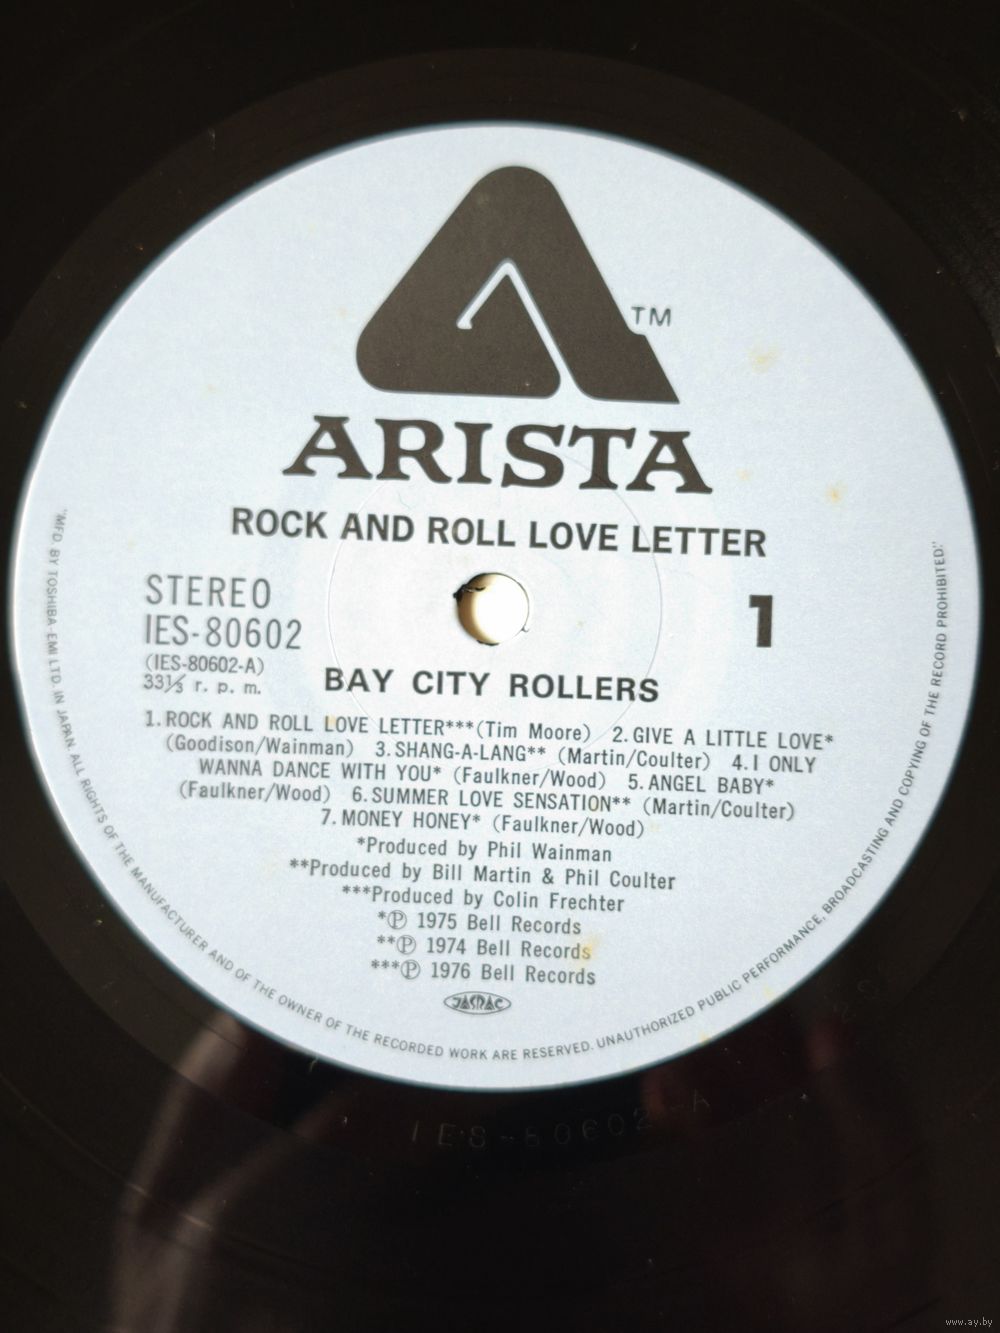 TM
ARISTA
ROCK AND ROLL LOVE LETTER
STEREO
IES-80602
(IES-80602-A)
33⅓ r. p. m.
1
BAY CITY ROLLERS
1. ROCK AND ROLL LOVE LETTER***(Tim Moore) 2. GIVE A LITTLE LOVE*
(Goodison/Wainman) 3. SHANG-A-LANG** (Martin/Coulter) 4. I ONLY
WANNA DANCE WITH YOU* (Faulkner/Wood) 5. ANGEL BABY*
(Faulkner/Wood) 6. SUMMER LOVE SENSATION** (Martin/Coulter)
7. MONEY HONEY* (Faulkner/Wood)
*Produced by Phil Wainman
**Produced by Bill Martin & Phil Coulter
***Produced by Colin Frechter
*℗ 1975 Bell Records
**℗ 1974 Bell Records
***℗ 1976 Bell Records
JASRAC
"MFD. BY TOSHIBA EMI LTD. IN JAPAN ALL RIGHTS OF THE MANUFACTURER AND OF THE OWNER OF THE RECORDED WORK ARE RESERVED. UNAUTHORIZED PUBLIC PERFORMANCE, BROADCASTING AND COPYING OF THE RECORD PROHIBITED."
IES-80602-A
www.ay.by